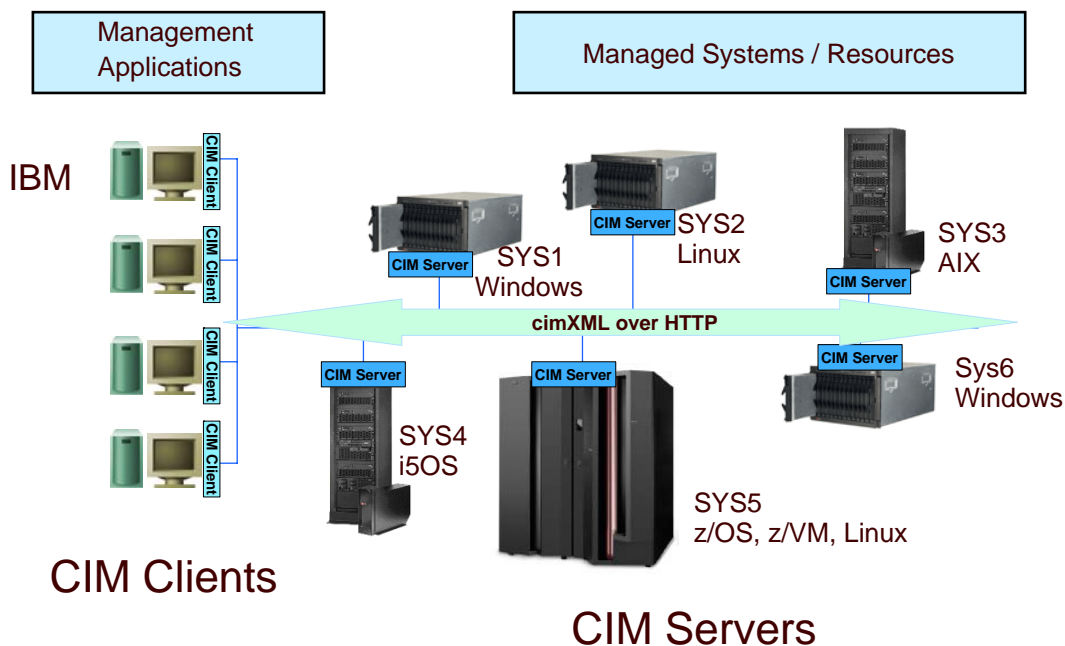 Management
Applications
Managed Systems / Resources
IBM
CIM Client
CIM Client
CIM Client
CIM Client
CIM Server
SYS1
Windows
CIM Server
SYS2
Linux
CIM Server
SYS3
AIX
cimXML over HTTP
CIM Server
SYS4
i5OS
CIM Server
SYS5
z/OS, z/VM, Linux
CIM Server
Sys6
Windows
CIM Clients
CIM Servers